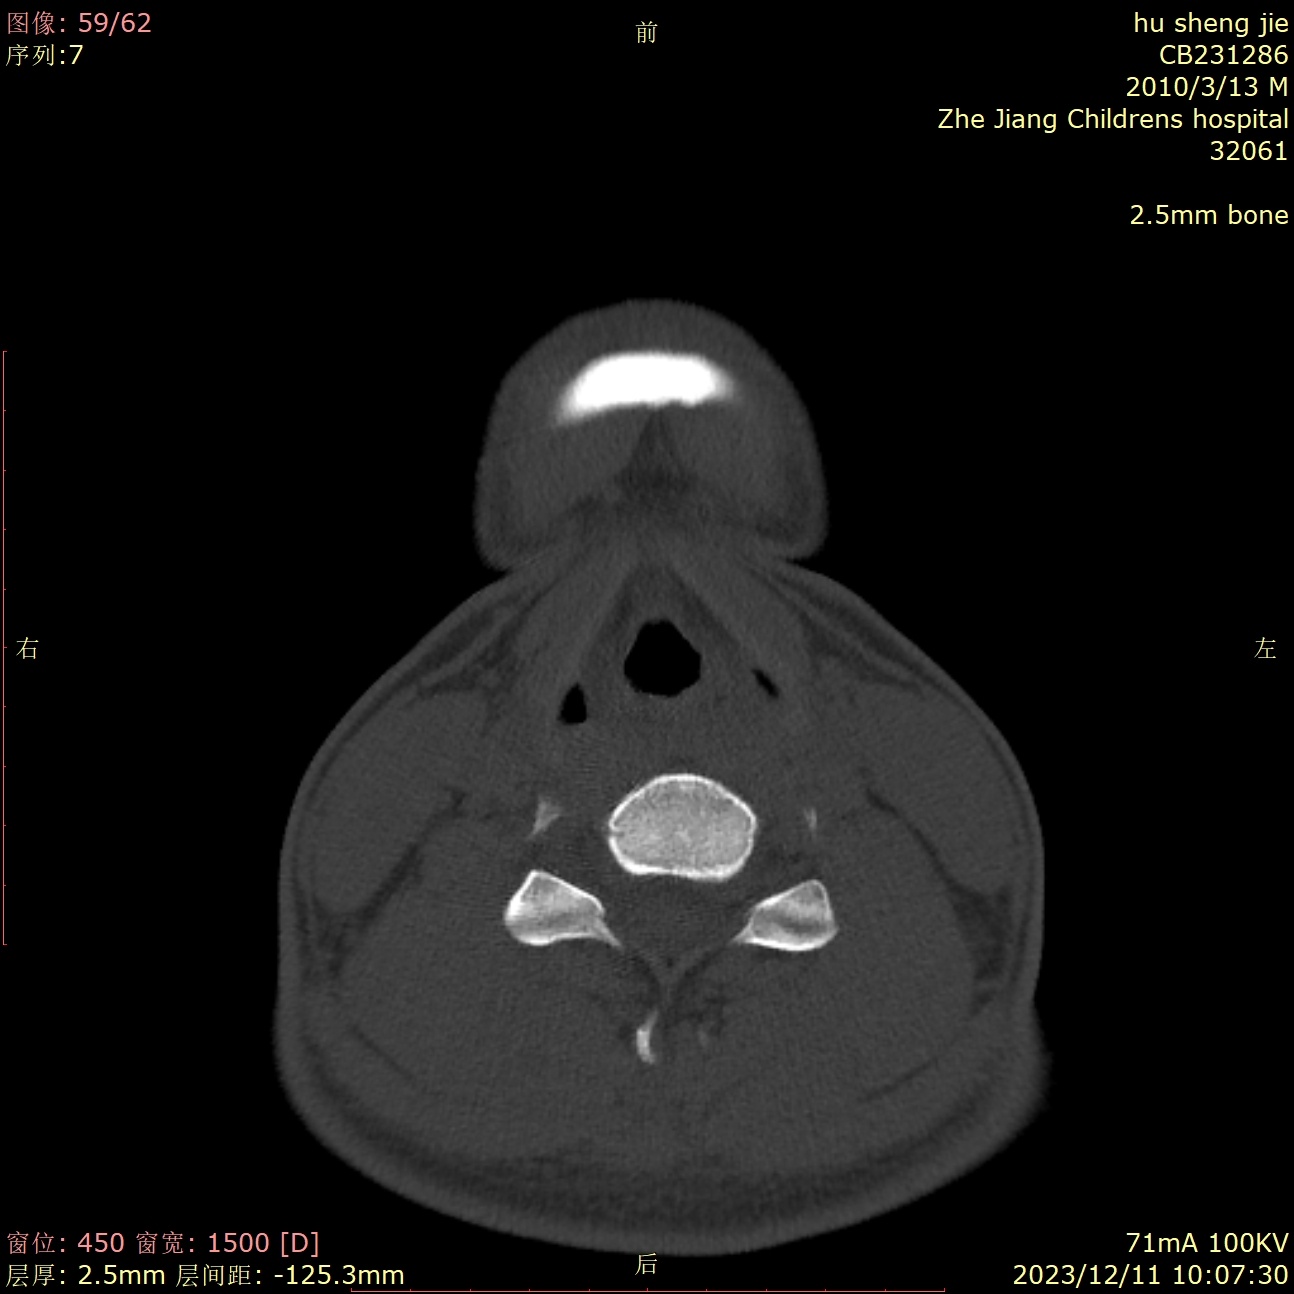 图像: 59/62
序列:7
前
hu sheng jie
CB231286
2010/3/13 M
Zhe Jiang Childrens hospital
32061
2.5mm bone
右
左
窗位: 450 窗宽: 1500 [D]
层厚: 2.5mm 层间距: -125.3mm
后
71mA 100KV
2023/12/11 10:07:30